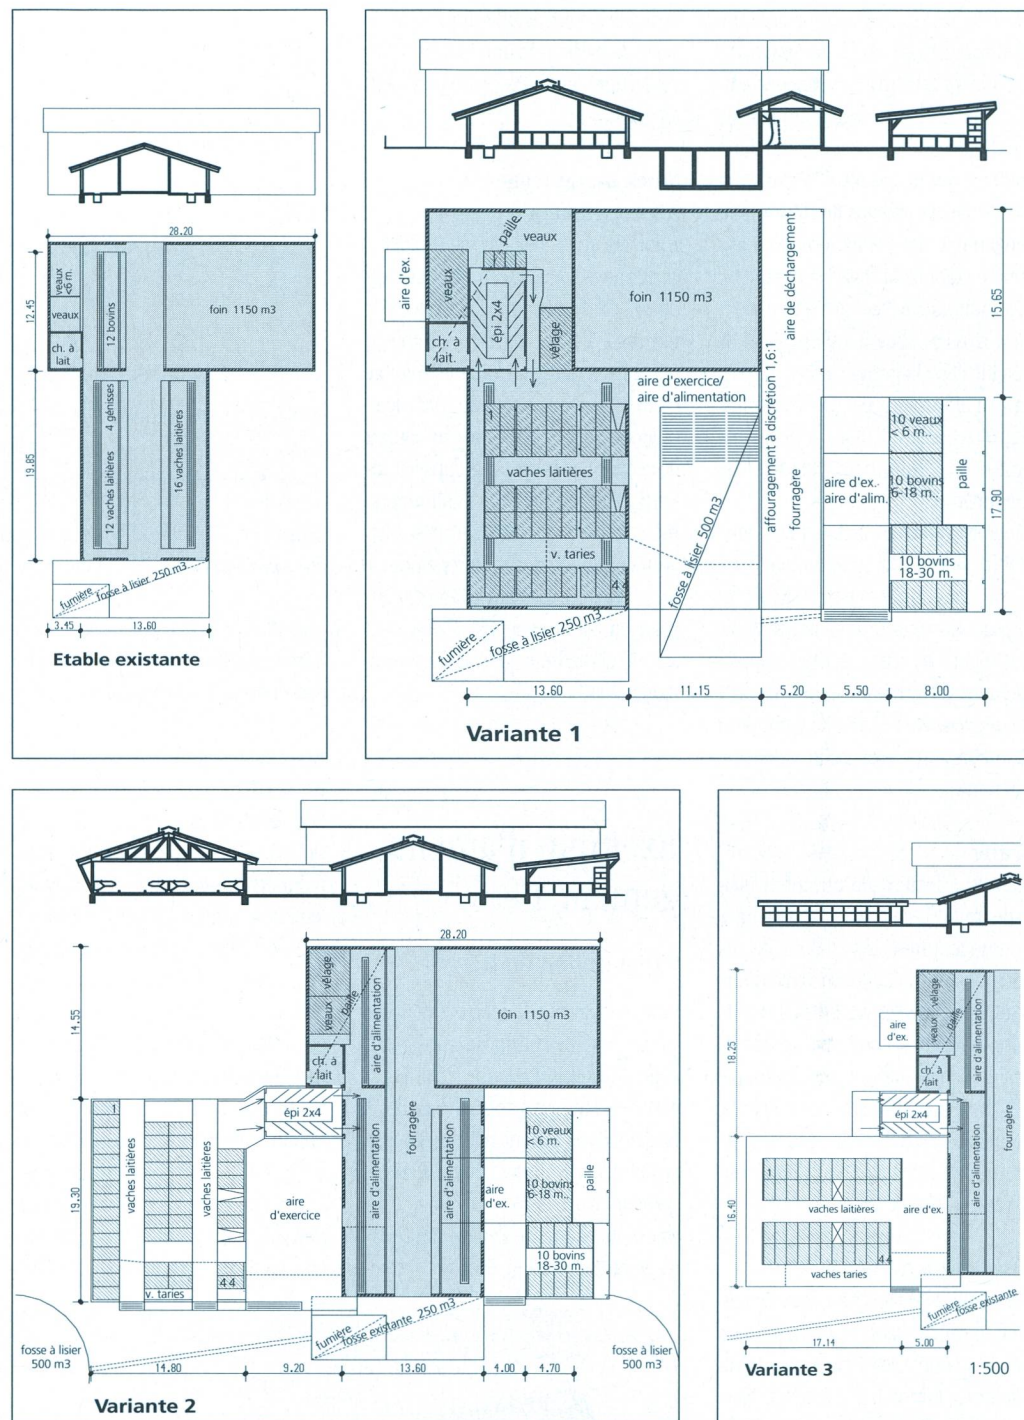 28.20
12.45
19.85
veaux
<6 m.
veaux
ch. à
lait
12 bovins
foin 1150 m3
12 vaches laitières 4 génisses
16 vaches laitières
fumière
fosse à lisier 250 m3
3.45
13.60
Etable existante
aire d'ex.
paille
veaux
veaux
épi 2x4
ch. à
lait.
vêlage
foin 1150 m3
aire de déchargement
15.65
aire d'exercice/
aire d'alimentation
affouragement à discrétion 1,6:1
fourragère
1
vaches laitières
v. taries
44
fosse à lisier 500 m3
aire d'ex.
aire d'alim.
10 veaux
< 6 m..
10 bovins
6-18 m..
paille
10 bovins
18-30 m.
17.90
fumière
fosse à lisier 250 m3
13.60
11.15
5.20
5.50
8.00
Variante 1
28.20
14.55
19.30
veaux vêlage
paille
ch. à
lait
aire d'alimentation
foin 1150 m3
épi 2x4
fourragère
1
vaches laitières
vaches laitières
v. taries
44
aire
d'exercice
aire d'alimentation
aire d'alimentation
aire
d'ex.
10 veaux
< 6 m.
10 bovins
6-18 m..
paille
10 bovins
18-30 m.
fosse à lisier
500 m3
fumière
fosse existante 250 m3
fosse à lisier
500 m3
14.80
9.20
13.60
4.00
4.70
Variante 2
18.25
16.40
aire
d'ex.
veaux vêlage
paille
ch. à
lait
aire d'alimentation
épi 2x4
fourragère
1
vaches laitières
aire d'ex.
aire d'alimentation
44
vaches taries
fumière
fosse existante
17.14
5.00
Variante 3
1:500